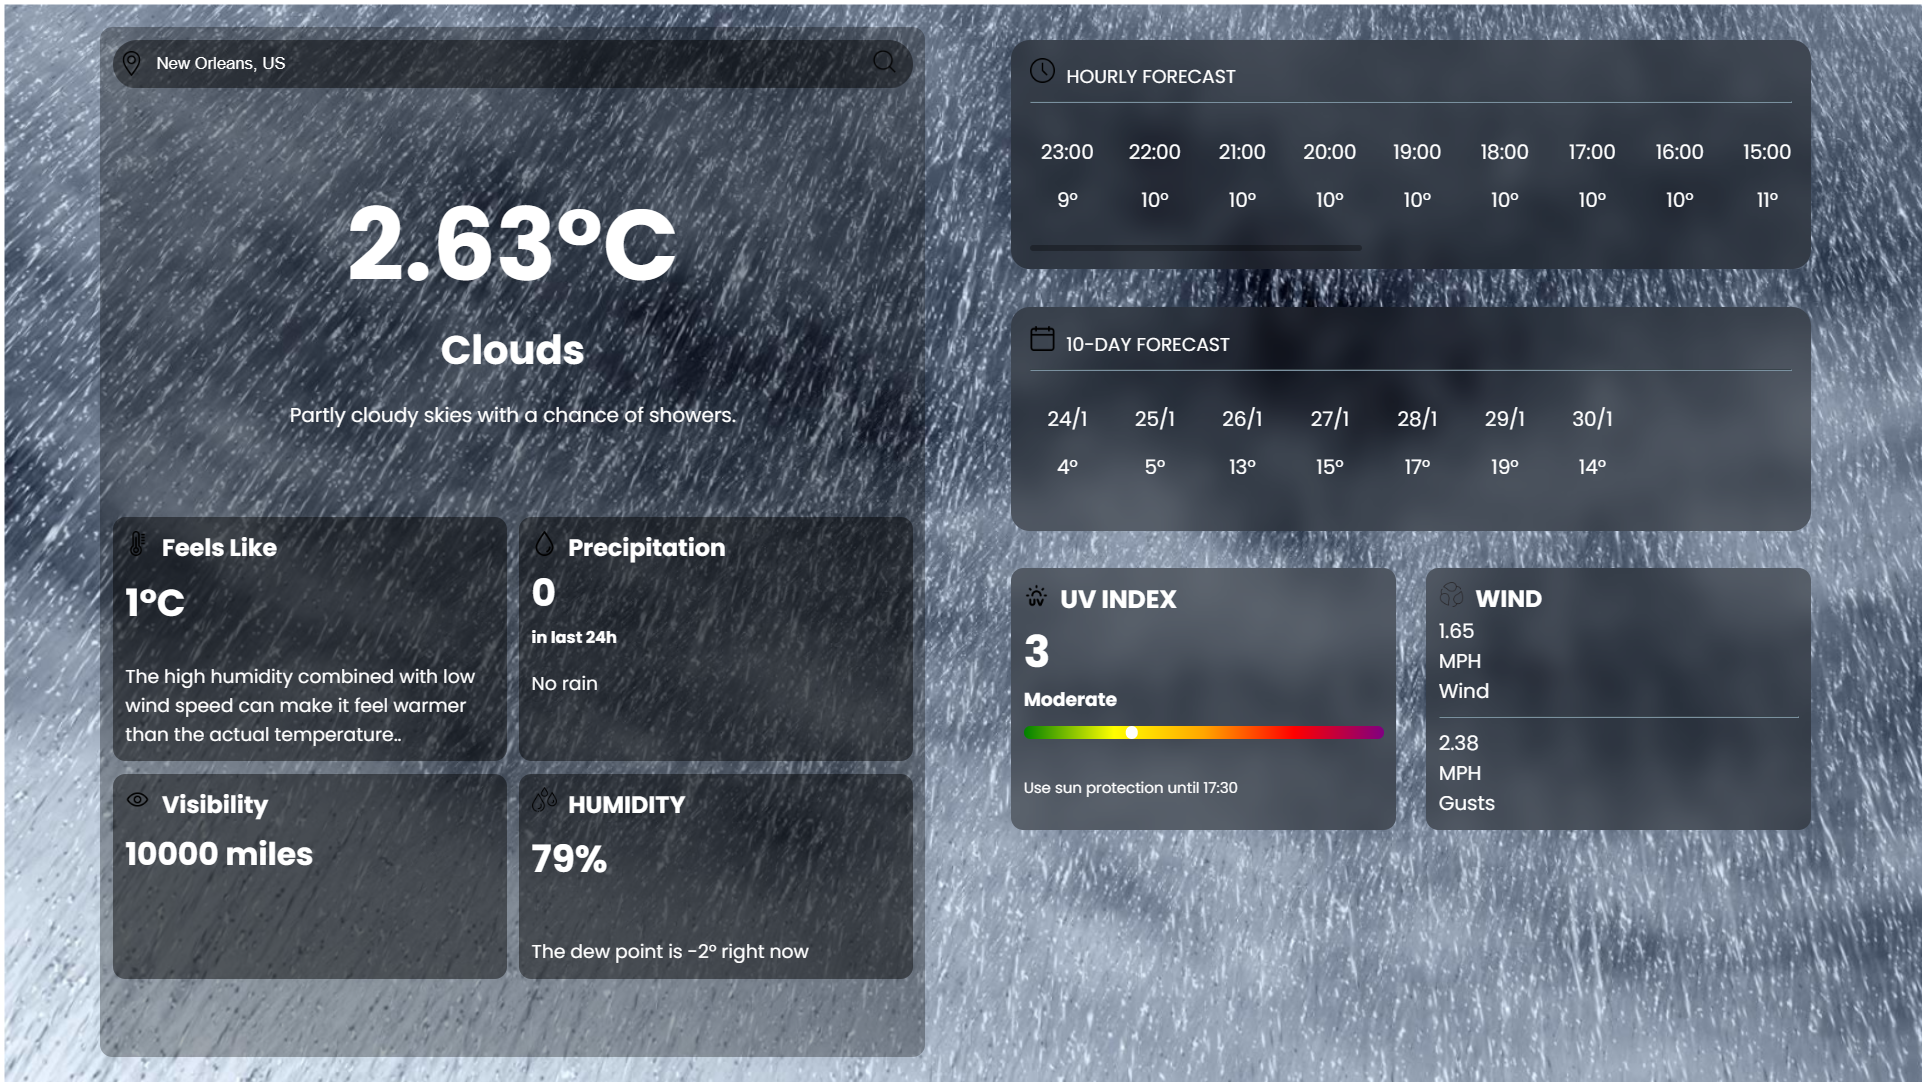 New Orleans, US
2.63°C
Clouds
Partly cloudy skies with a chance of showers.
Feels Like
1°C
The high humidity combined with low
wind speed can make it feel warmer
than the actual temperature..
Precipitation
0
in last 24h
No rain
Visibility
10000 miles
HUMIDITY
79%
The dew point is -2° right now
HOURLY FORECAST
23:00 22:00 21:00 20:00 19:00 18:00 17:00 16:00 15:00
9° 10° 10° 10° 10° 10° 10° 10° 11°
10-DAY FORECAST
24/1 25/1 26/1 27/1 28/1 29/1 30/1
4° 5° 13° 15° 17° 19° 14°
UV
UV INDEX
3
Moderate
Use sun protection until 17:30
WIND
1.65
MPH
Wind
2.38
MPH
Gusts